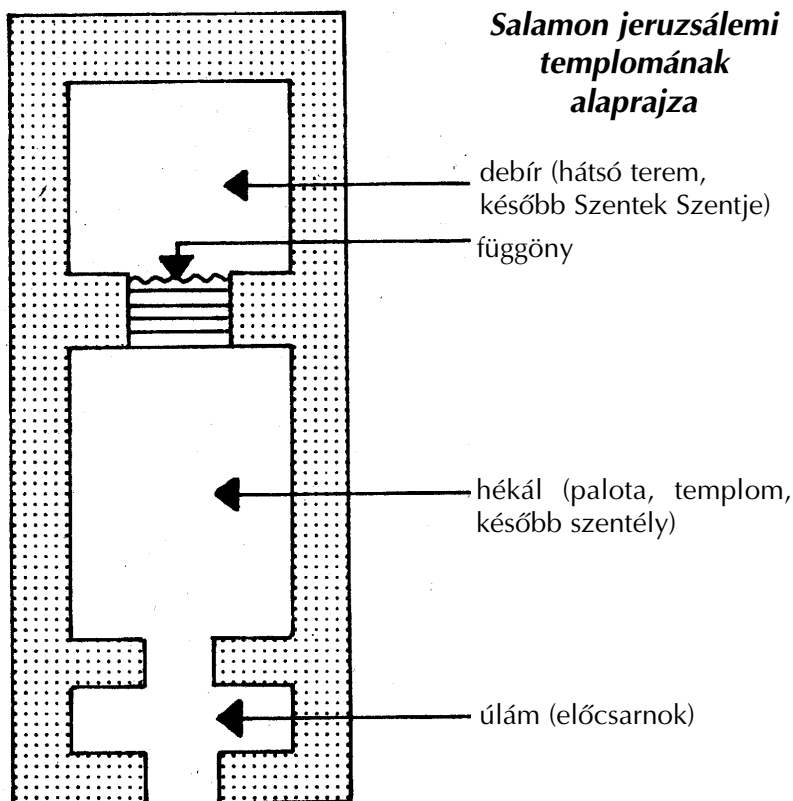 Salamon jeruzsálemi
templomának
alaprajza
debír (hátsó terem,
később Szentek Szentje)
függöny
hékál (palota, templom,
később szentély)
úlám (előcsarnok)